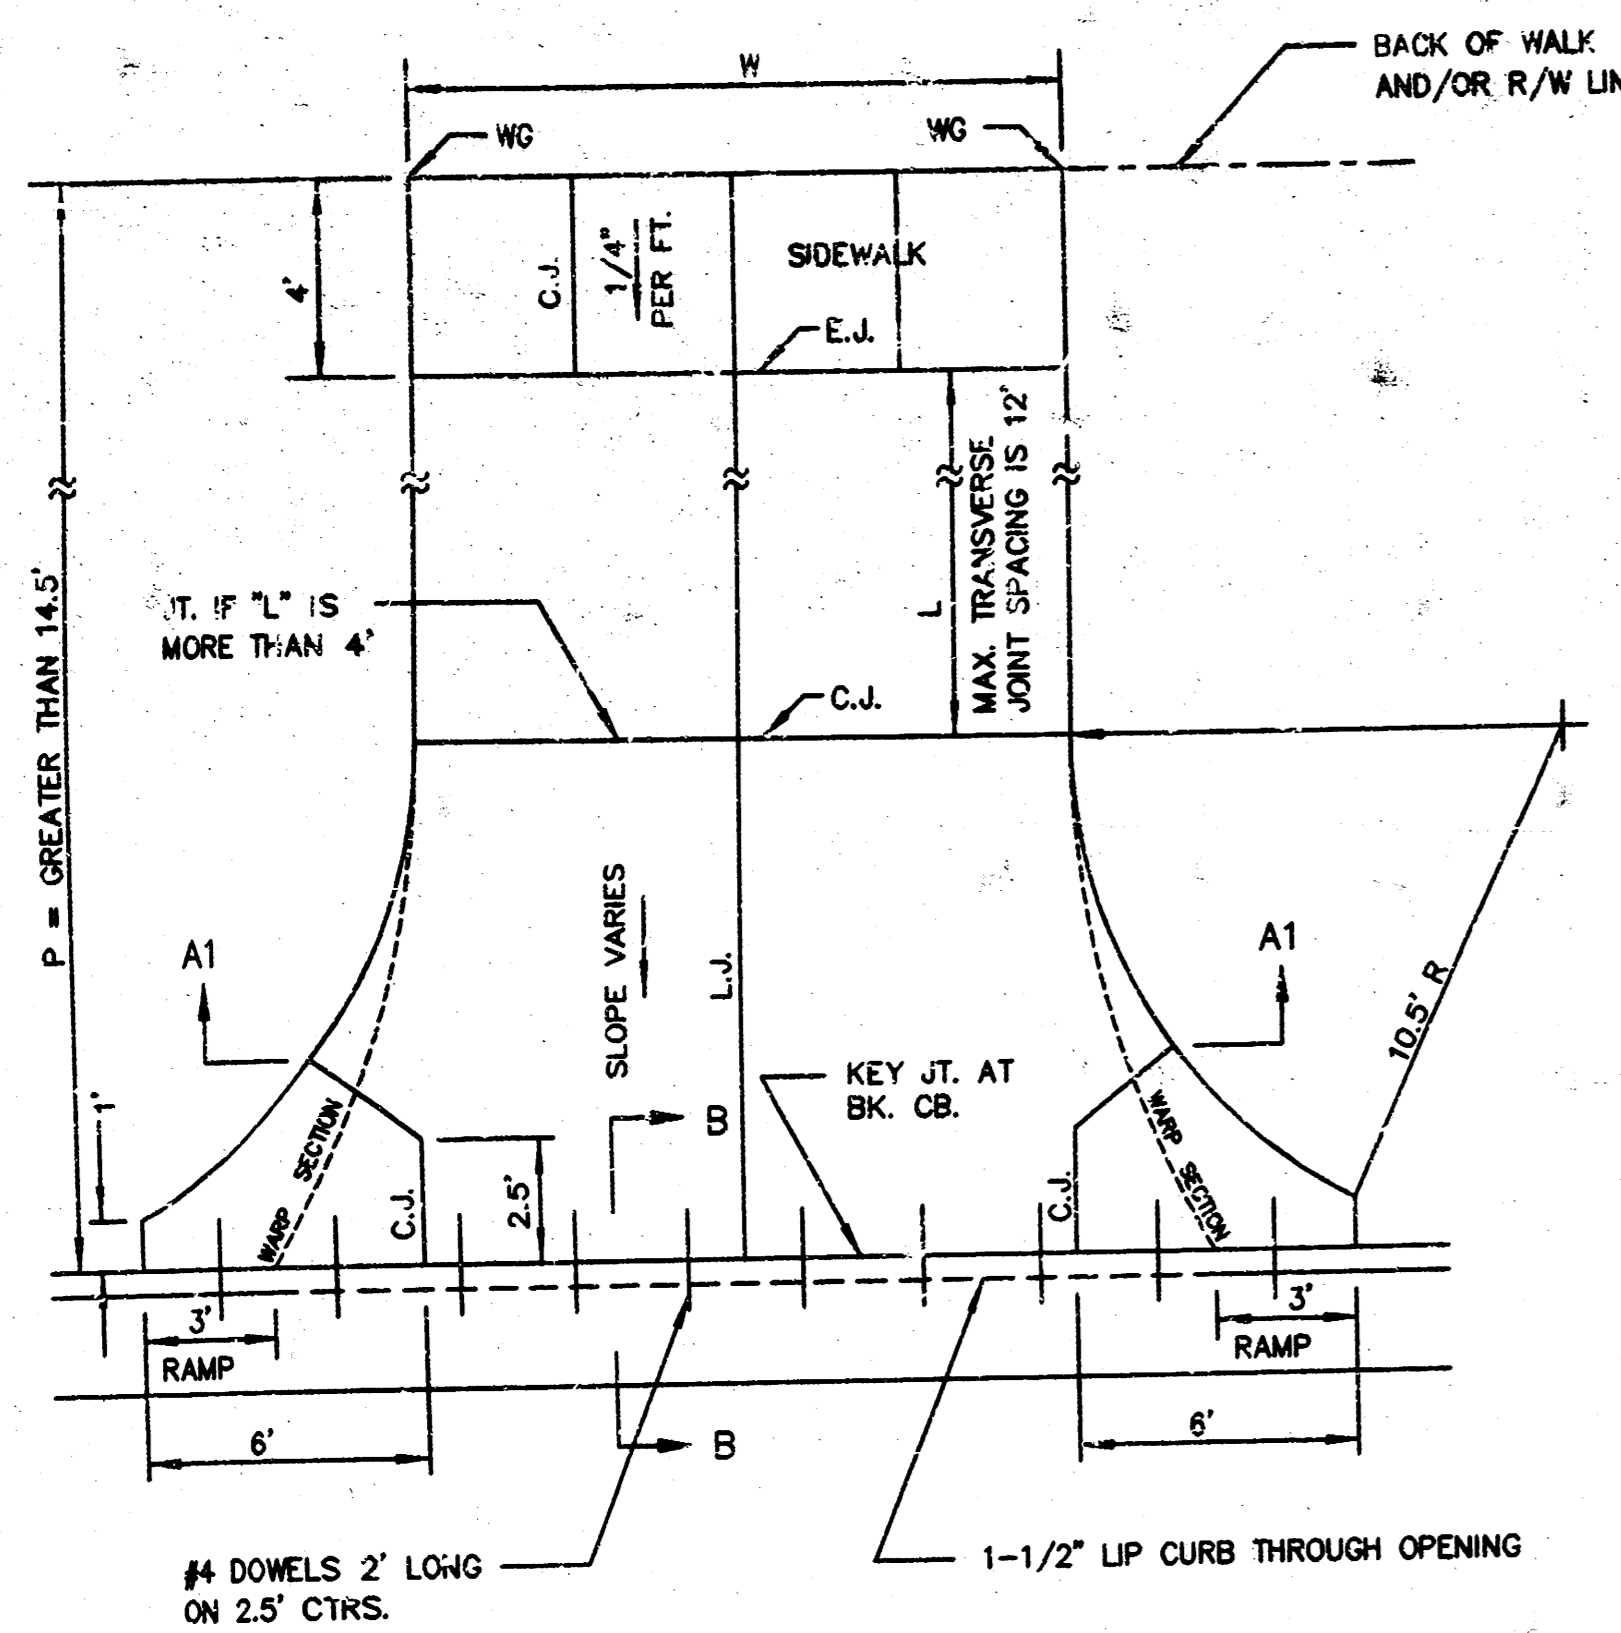 W
BACK OF WALK
AND/OR R/W LIN
WG
WG
4'
C.J.
1/4"
PER FT.
SIDEWALK
E.J.
P = GREATER THAN 14.5'
JT. IF "L" IS
MORE THAN 4'
L
MAX. TRANSVERSE
JOINT SPACING IS 12'
C.J.
A1
A1
SLOPE VARIES
L.J.
10.5' R
KEY JT. AT
BK. CB.
1'
WARP SECTION
C.J.
2.5'
B
C.J.
WARP SECTION
3'
RAMP
3'
RAMP
6'
B
6'
#4 DOWELS 2' LONG
ON 2.5' CTRS.
1-1/2" LIP CURB THROUGH OPENING